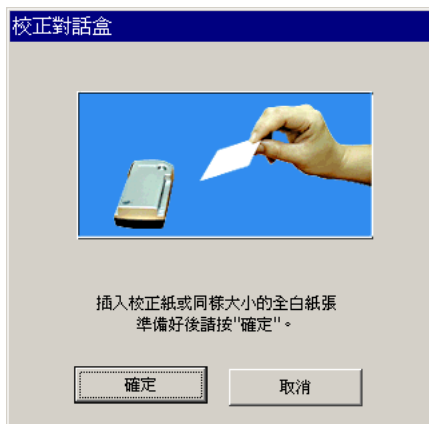 校正對話盒
插入校正紙或同樣大小的全白紙張
準備好後請按"確定"。
確定
取消